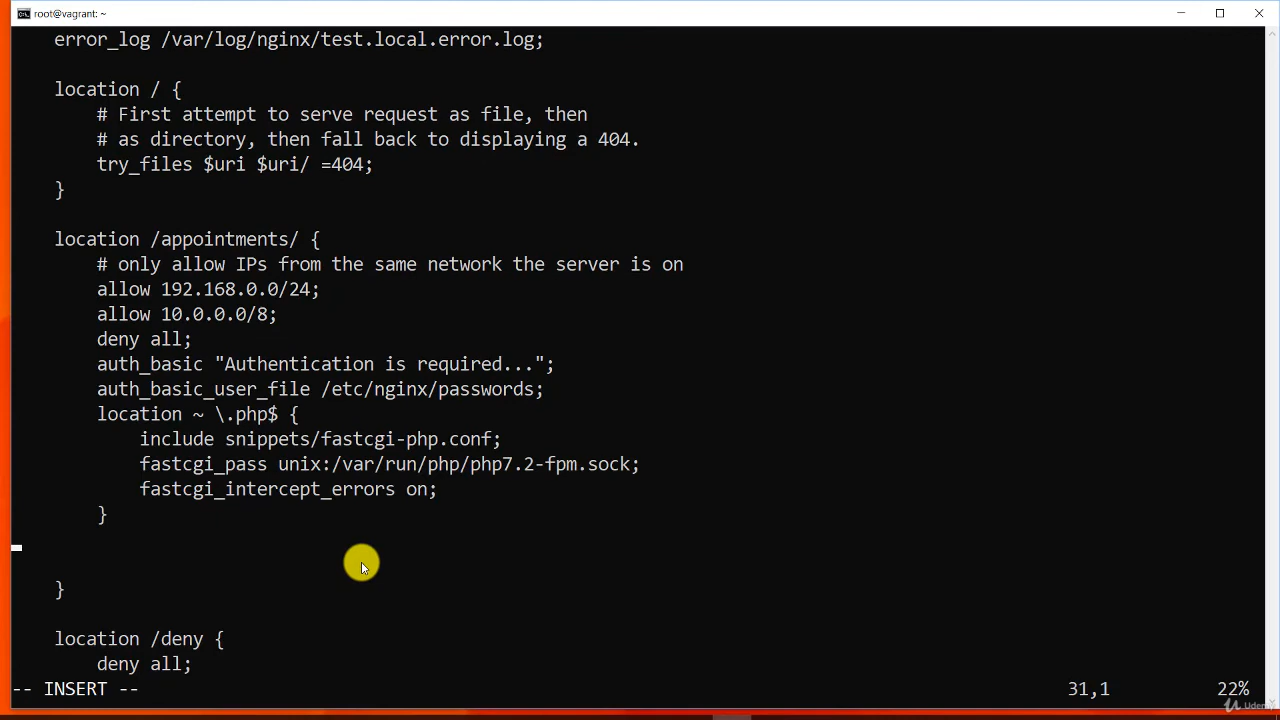 root@vagrant: ~
error_log /var/log/nginx/test.local.error.log;
location / {
# First attempt to serve request as file, then
# as directory, then fall back to displaying a 404.
try_files $uri $uri/ =404;
}
location /appointments/ {
# only allow IPs from the same network the server is on
allow 192.168.0.0/24;
allow 10.0.0.0/8;
deny all;
auth_basic "Authentication is required...";
auth_basic_user_file /etc/nginx/passwords;
location ~ \.php$ {
include snippets/fastcgi-php.conf;
fastcgi_pass unix:/var/run/php/php7.2-fpm.sock;
fastcgi_intercept_errors on;
}
}
location /deny {
deny all;
-- INSERT -- 31,1 22%